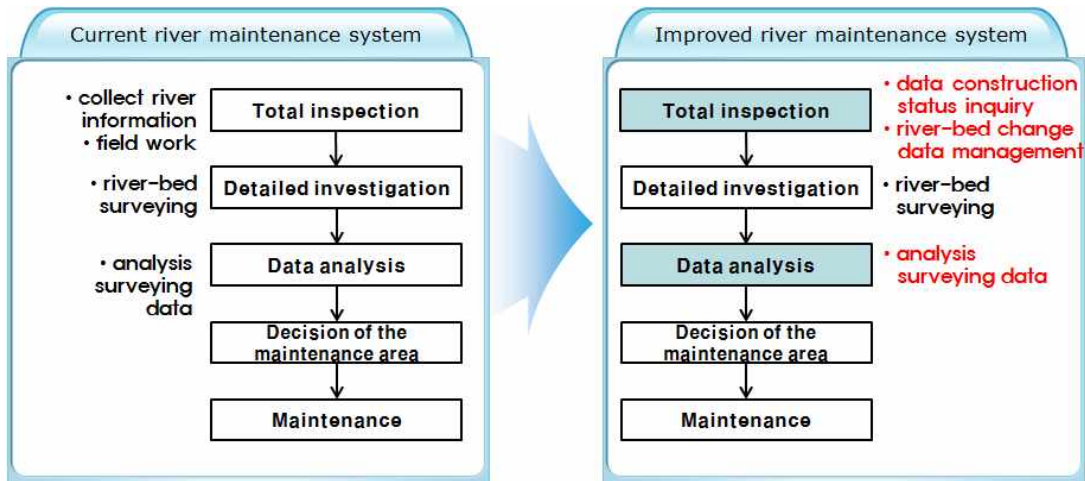 Current river maintenance system
• collect river
information
• field work
Total inspection
• river-bed
surveying
Detailed investigation
• analysis
surveying
data
Data analysis
Decision of the
maintenance area
Maintenance
Improved river maintenance system
Total inspection
• data construction
status inquiry
• river-bed change
data management
Detailed investigation
• river-bed
surveying
Data analysis
• analysis
surveying data
Decision of the
maintenance area
Maintenance